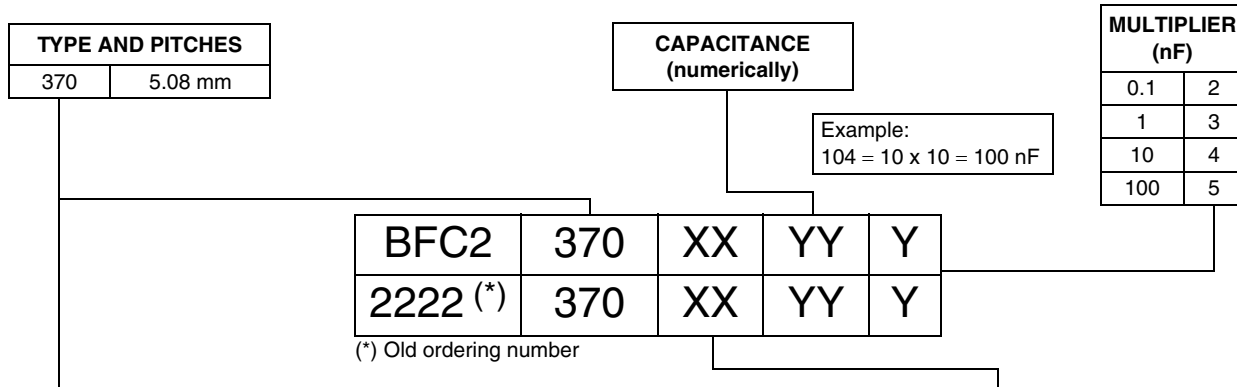 TYPE AND PITCHES
370 5.08 mm
CAPACITANCE
(numerically)
MULTIPLIER
(nF)
0.1 2
1 3
10 4
100 5
Example:
104 = 10 x 10 = 100 nF
BFC2 370 XX YY Y
2222 (*) 370 XX YY Y
(*) Old ordering number